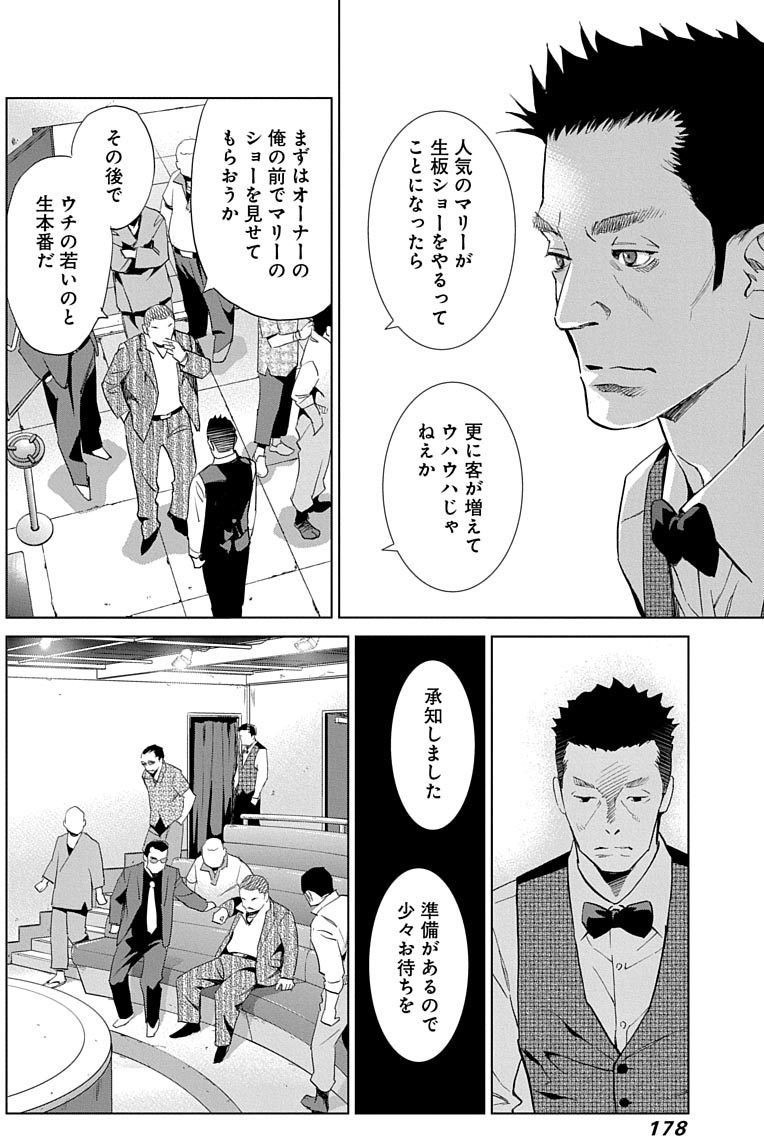 人気のマリーが
生板ショーをやるって
ことになったら
更に客が増えて
ウハウハじゃ
ねえか
まずはオーナーの
俺の前でマリーの
ショーを見せて
もらおうか
その後で
ウチの若いのと
生本番だ
承知しました
準備があるので
少々お待ちを
178